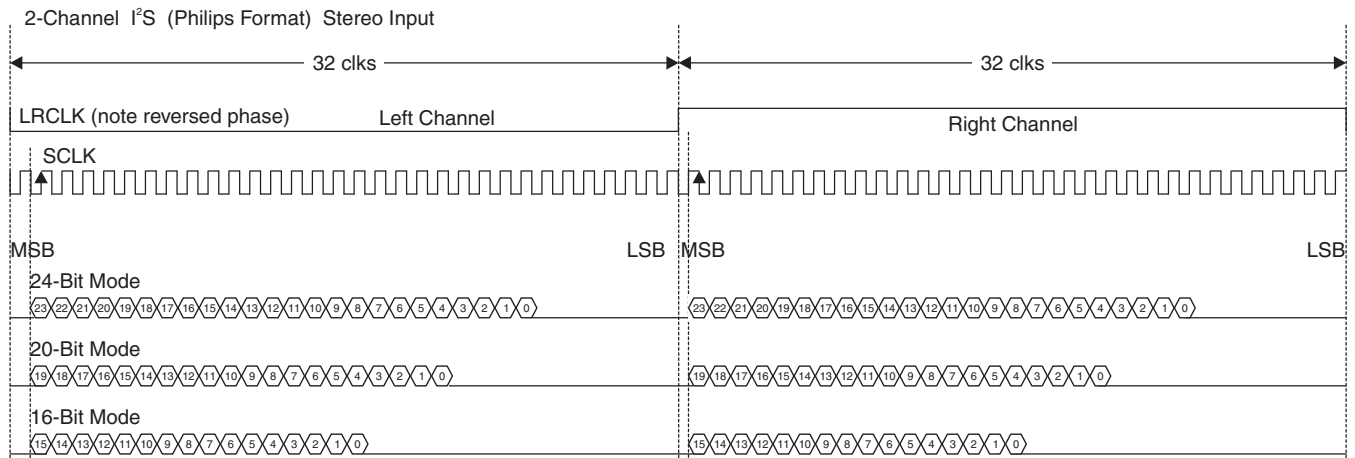 2-Channel I²S (Philips Format) Stereo Input
32 clks 32 clks
LRCLK (note reversed phase) Left Channel Right Channel
SCLK
MSB LSB MSB LSB
24-Bit Mode
23 22 21 20 19 18 17 16 15 14 13 12 11 10 9 8 7 6 5 4 3 2 1 0 23 22 21 20 19 18 17 16 15 14 13 12 11 10 9 8 7 6 5 4 3 2 1 0
20-Bit Mode
19 18 17 16 15 14 13 12 11 10 9 8 7 6 5 4 3 2 1 0 19 18 17 16 15 14 13 12 11 10 9 8 7 6 5 4 3 2 1 0
16-Bit Mode
15 14 13 12 11 10 9 8 7 6 5 4 3 2 1 0 15 14 13 12 11 10 9 8 7 6 5 4 3 2 1 0